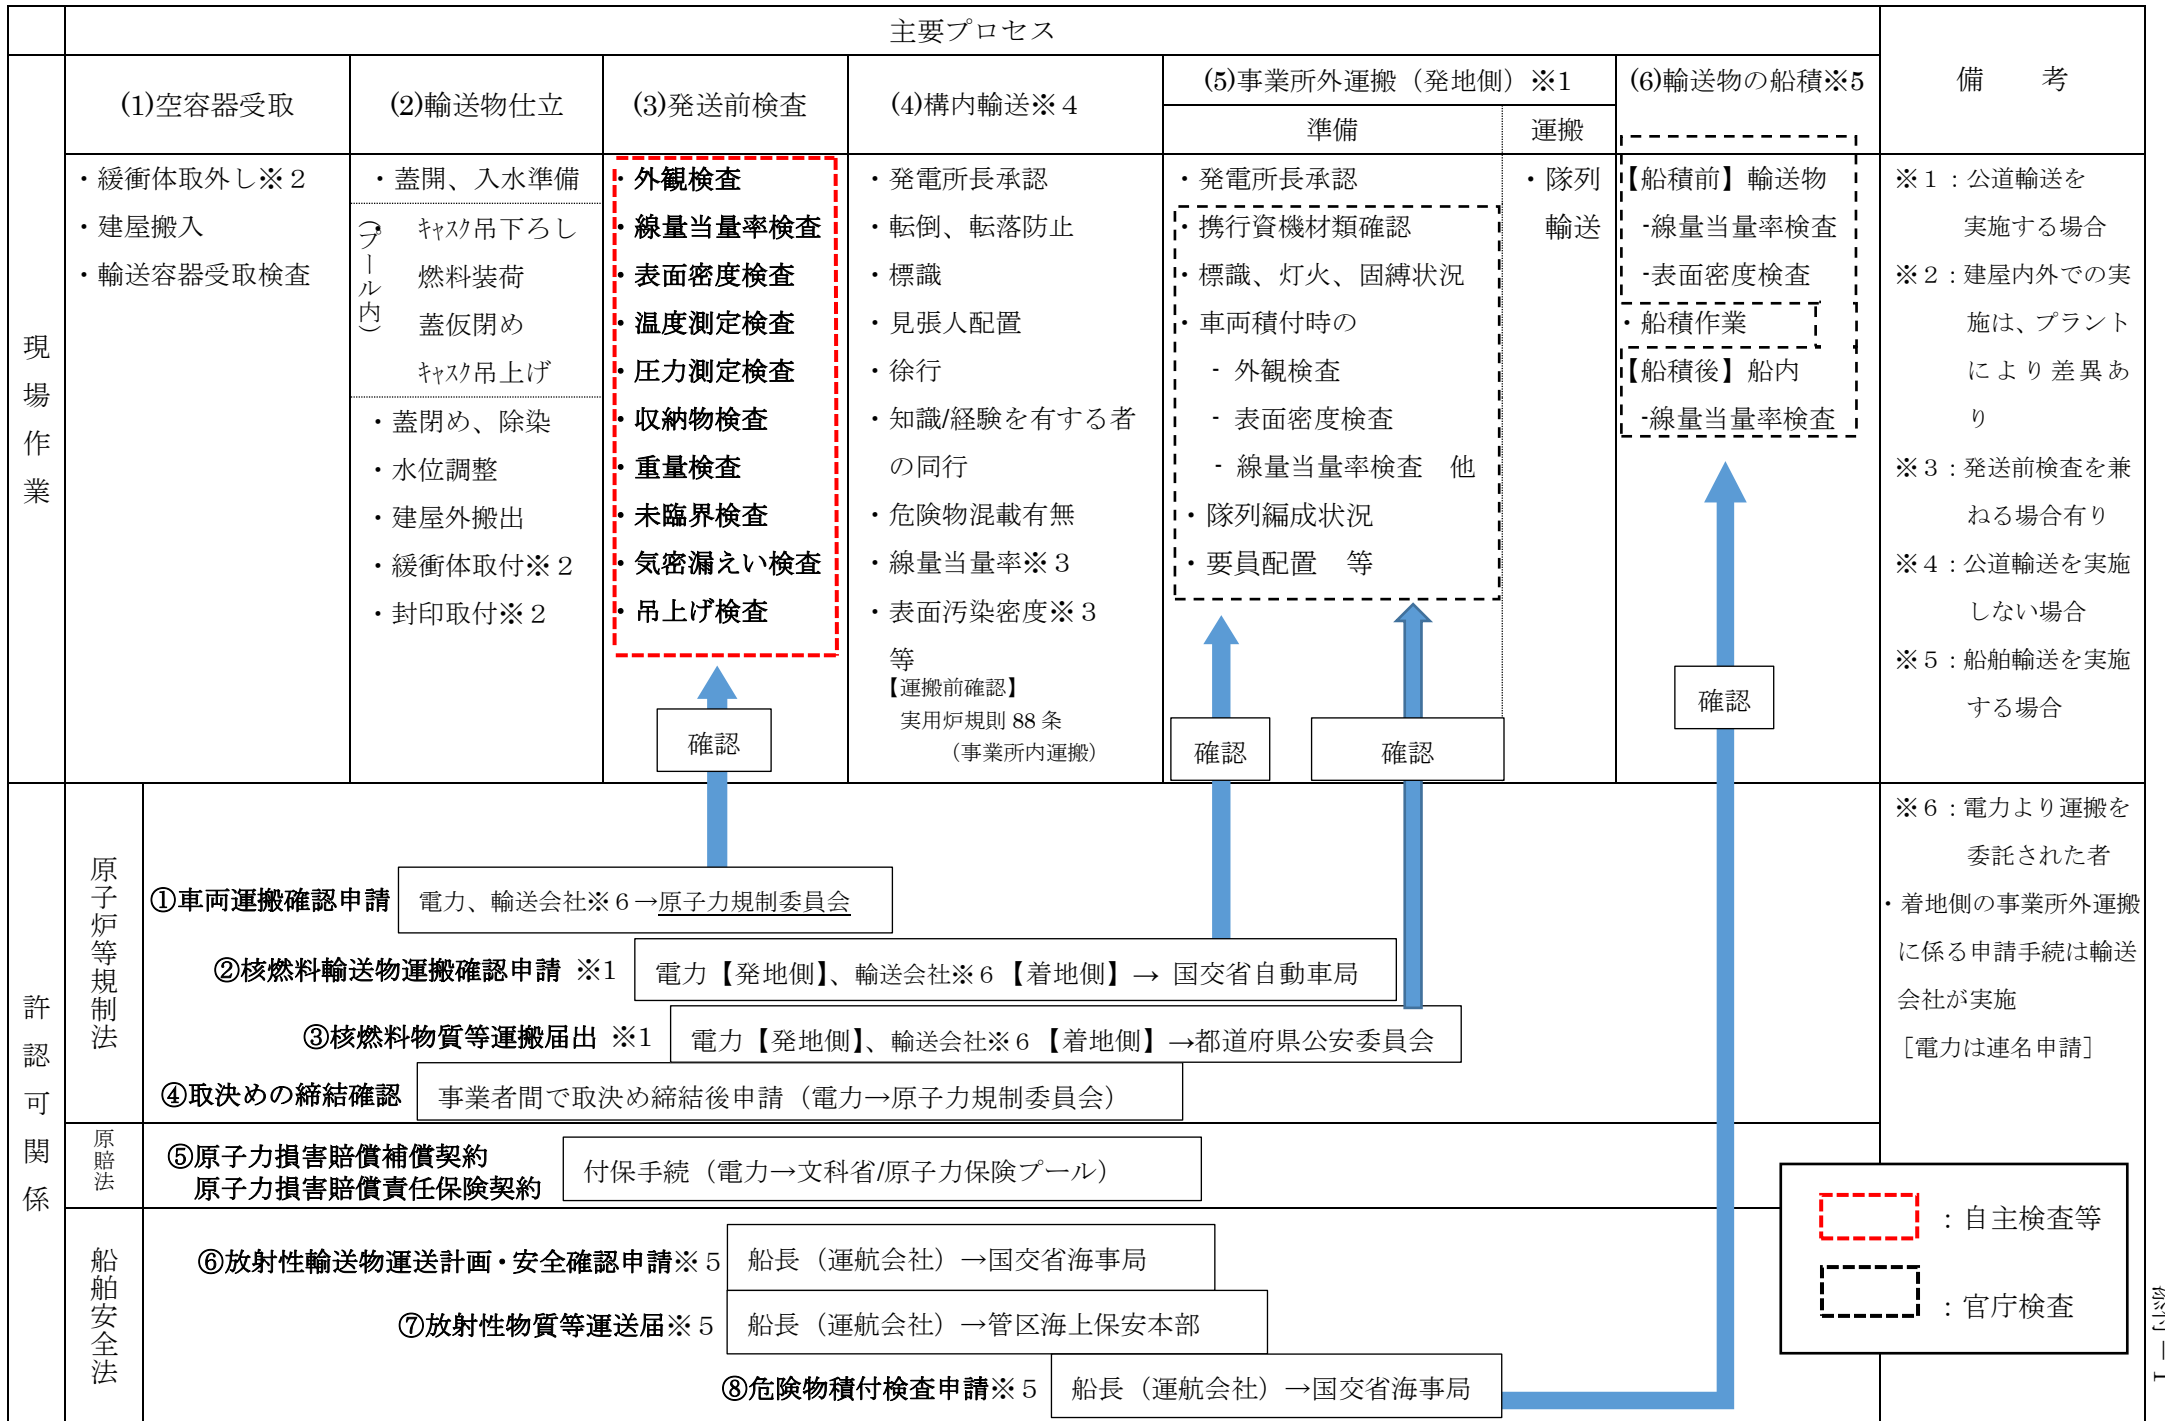 主要プロセス
備　考
(1)空容器受取
(2)輸送物仕立
(3)発送前検査
(4)構内輸送※４
(5)事業所外運搬（発地側）※1
準備
運搬
(6)輸送物の船積※5
現場作業
・緩衝体取外し※２
・建屋搬入
・輸送容器受取検査
・蓋開、入水準備
（プール内）
・ｷｬｽｸ吊下ろし
燃料装荷
蓋仮閉め
ｷｬｽｸ吊上げ
・蓋閉め、除染
・水位調整
・建屋外搬出
・緩衝体取付※２
・封印取付※２
・外観検査
・線量当量率検査
・表面密度検査
・温度測定検査
・圧力測定検査
・収納物検査
・重量検査
・未臨界検査
・気密漏えい検査
・吊上げ検査
確認
・発電所長承認
・転倒、転落防止
・標識
・見張人配置
・徐行
・知識/経験を有する者
の同行
・危険物混載有無
・線量当量率※３
・表面汚染密度※３
等
【運搬前確認】
実用炉規則 88 条
（事業所内運搬）
・発電所長承認
・携行資機材類確認
・標識、灯火、固縛状況
・車両積付時の
- 外観検査
- 表面密度検査
- 線量当量率検査　他
・隊列編成状況
・要員配置　等
確認
確認
・隊列
輸送
【船積前】輸送物
-線量当量率検査
-表面密度検査
・船積作業
【船積後】船内
-線量当量率検査
確認
※１：公道輸送を
実施する場合
※２：建屋内外での実
施は、プラント
により差異あ
り
※３：発送前検査を兼
ねる場合有り
※４：公道輸送を実施
しない場合
※５：船舶輸送を実施
する場合
許認可関係
原子炉等規制法
①車両運搬確認申請
電力、輸送会社※６→原子力規制委員会
②核燃料輸送物運搬確認申請 ※1
電力【発地側】、輸送会社※６【着地側】→ 国交省自動車局
③核燃料物質等運搬届出 ※1
電力【発地側】、輸送会社※６【着地側】→都道府県公安委員会
④取決めの締結確認
事業者間で取決め締結後申請（電力→原子力規制委員会）
※６：電力より運搬を
委託された者
・着地側の事業所外運搬
に係る申請手続は輸送
会社が実施
［電力は連名申請］
原賠法
⑤原子力損害賠償補償契約
原子力損害賠償責任保険契約
付保手続（電力→文科省/原子力保険プール）
船舶安全法
⑥放射性輸送物運送計画・安全確認申請※５
船長（運航会社）→国交省海事局
⑦放射性物質等運送届※５
船長（運航会社）→管区海上保安本部
⑧危険物積付検査申請※５
船長（運航会社）→国交省海事局
：自主検査等
：官庁検査